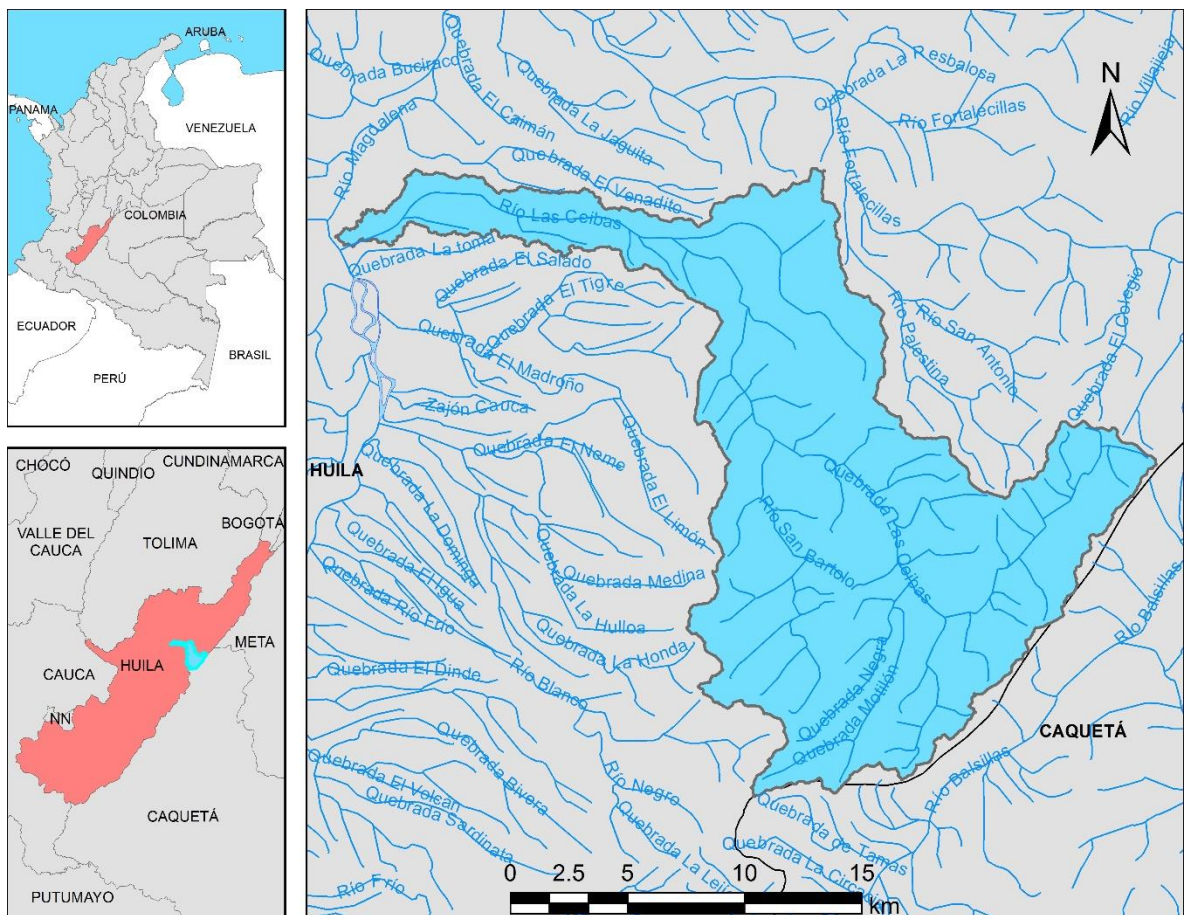 ARUBA
PANAMA
VENEZUELA
COLOMBIA
ECUADOR
BRASIL
PERÚ
CHOCÓ
QUINDIO
CUNDINAMARCA
BOGOTÁ
VALLE DEL
CAUCA
TOLIMA
META
HUILA
CAUCA
NN
CAQUETÁ
PUTUMAYO
Quebrada Buciraco
Quebrada El Caimán
Quebrada La Jaguita
Quebrada La Resbalosa
Río Villajieja
N
Río Fortalecillas
Río Magdalena
Río Fortalecillas
Quebrada El Venadito
Río Las Ceibas
Quebrada La toma
Quebrada El Salado
Quebrada El Tigre
Río Palestina
Río San Antonio
Quebrada El Colegio
Quebrada El Madroño
Zajón Cauca
HUILA
Quebrada El Neme
Quebrada El Limón
Quebrada La Dominga
Quebrada Las Ceibas
Río San Bartolo
Quebrada El Igua
Quebrada Medina
Quebrada Río Frío
Quebrada La Hulloa
Río Balsillas
Quebrada La Honda
Quebrada El Dinde
Río Blanco
Quebrada Negra
Quebrada Motilón
CAQUETÁ
Quebrada Bivera
Río Balsillas
Quebrada El Volcán
Río Negro
Quebrada Sardinata
Quebrada de Tamas
Quebrada La
Quebrada La
Río Frío
0 2.5 5 10 15
km